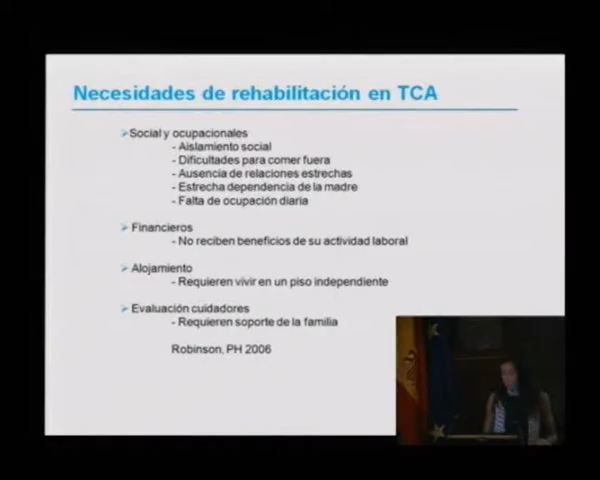 Necesidades de rehabilitación en TCA
➢Social y ocupacionales
- Aislamiento social
- Dificultades para comer fuera
- Ausencia de relaciones estrechas
- Estrecha dependencia de la madre
- Falta de ocupación diaria
➢ Financieros
- No reciben beneficios de su actividad laboral
➢ Alojamiento
- Requieren vivir en un piso independiente
➢ Evaluación cuidadores
- Requieren soporte de la familia
Robinson, PH 2006